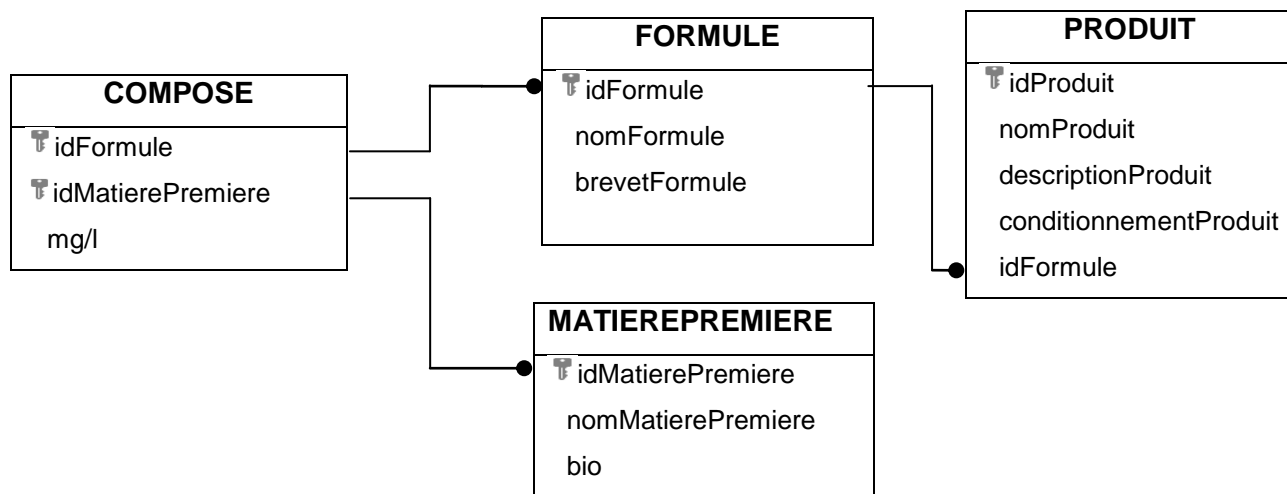 COMPOSE
idFormule
idMatierePremiere
mg/l
FORMULE
idFormule
nomFormule
brevetFormule
MATIEREPREMIERE
idMatierePremiere
nomMatierePremiere
bio
PRODUIT
idProduit
nomProduit
descriptionProduit
conditionnementProduit
idFormule